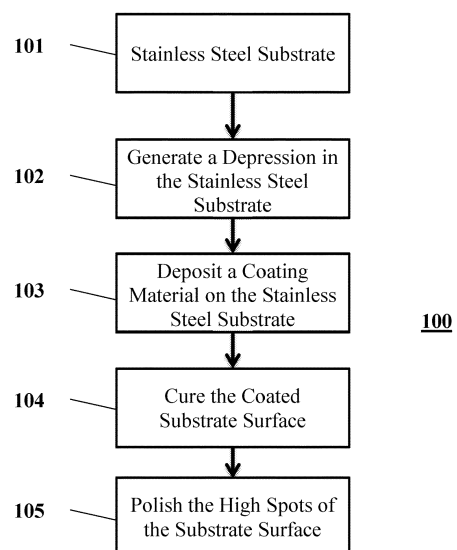 101
Stainless Steel Substrate
102
Generate a Depression in
the Stainless Steel
Substrate
103
Deposit a Coating
Material on the Stainless
Steel Substrate
100
104
Cure the Coated
Substrate Surface
105
Polish the High Spots of
the Substrate Surface